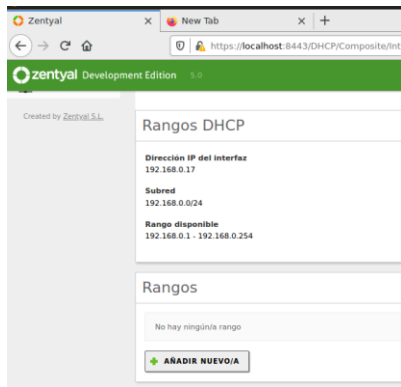 Zentyal
New Tab
https://localhost:8443/DHCP/Composite/Int
zentyal Development Edition 5.0
Created by Zentyal S.L.
Rangos DHCP
Dirección IP del interfaz
192.168.0.17
Subred
192.168.0.0/24
Rango disponible
192.168.0.1 - 192.168.0.254
Rangos
No hay ningún/a rango
AÑADIR NUEVO/A